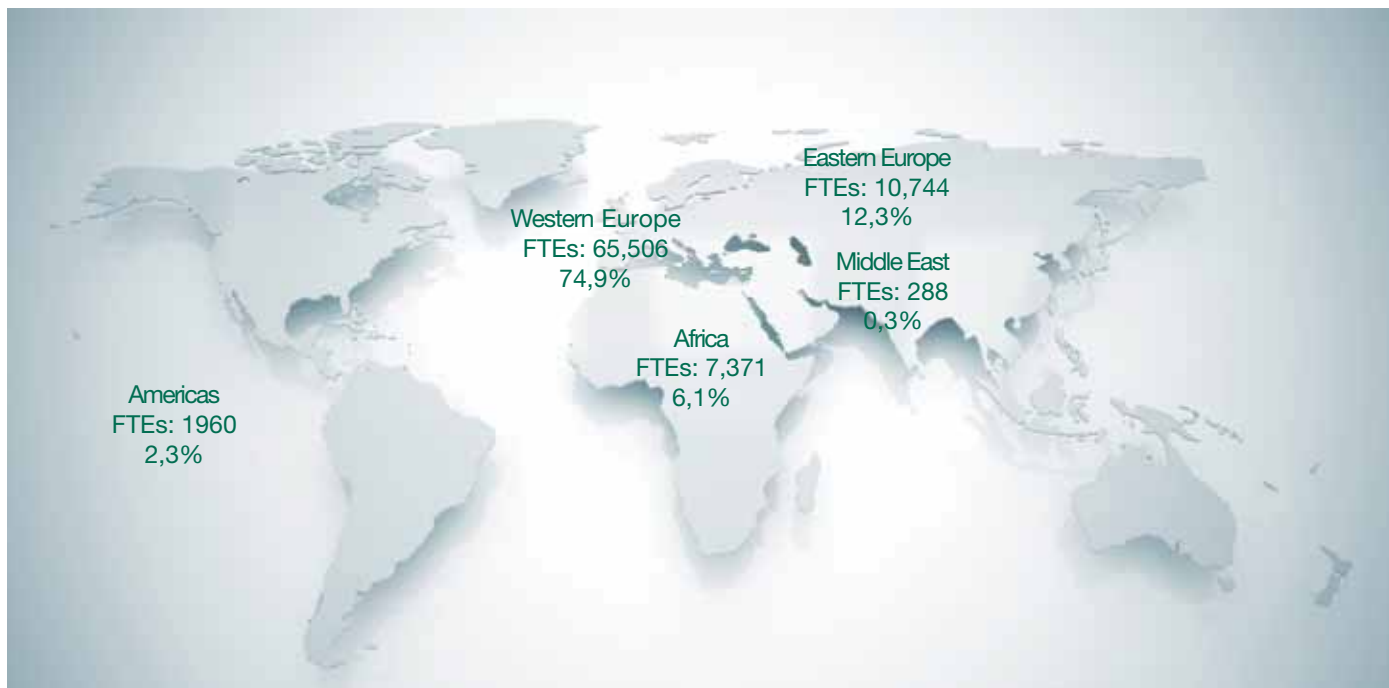 Eastern Europe
FTEs: 10,744
12,3%
Western Europe
FTEs: 65,506
74,9%
Middle East
FTEs: 288
0,3%
Africa
FTEs: 7,371
6,1%
Americas
FTEs: 1960
2,3%